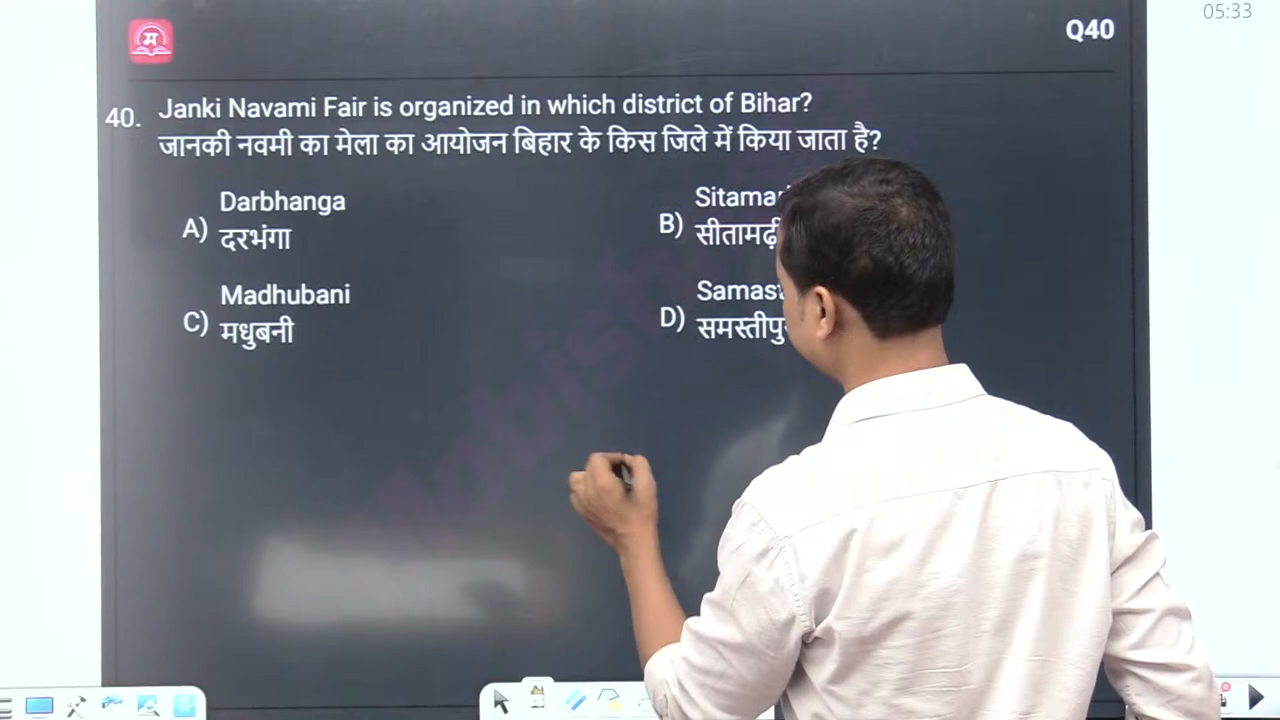 05:33
म
Q40
40. Janki Navami Fair is organized in which district of Bihar?
जानकी नवमी का मेला का आयोजन बिहार के किस जिले में किया जाता है?
A) Darbhanga
दरभंगा
B)
सीतामढ़ी
C) Madhubani
मधुबनी
D)